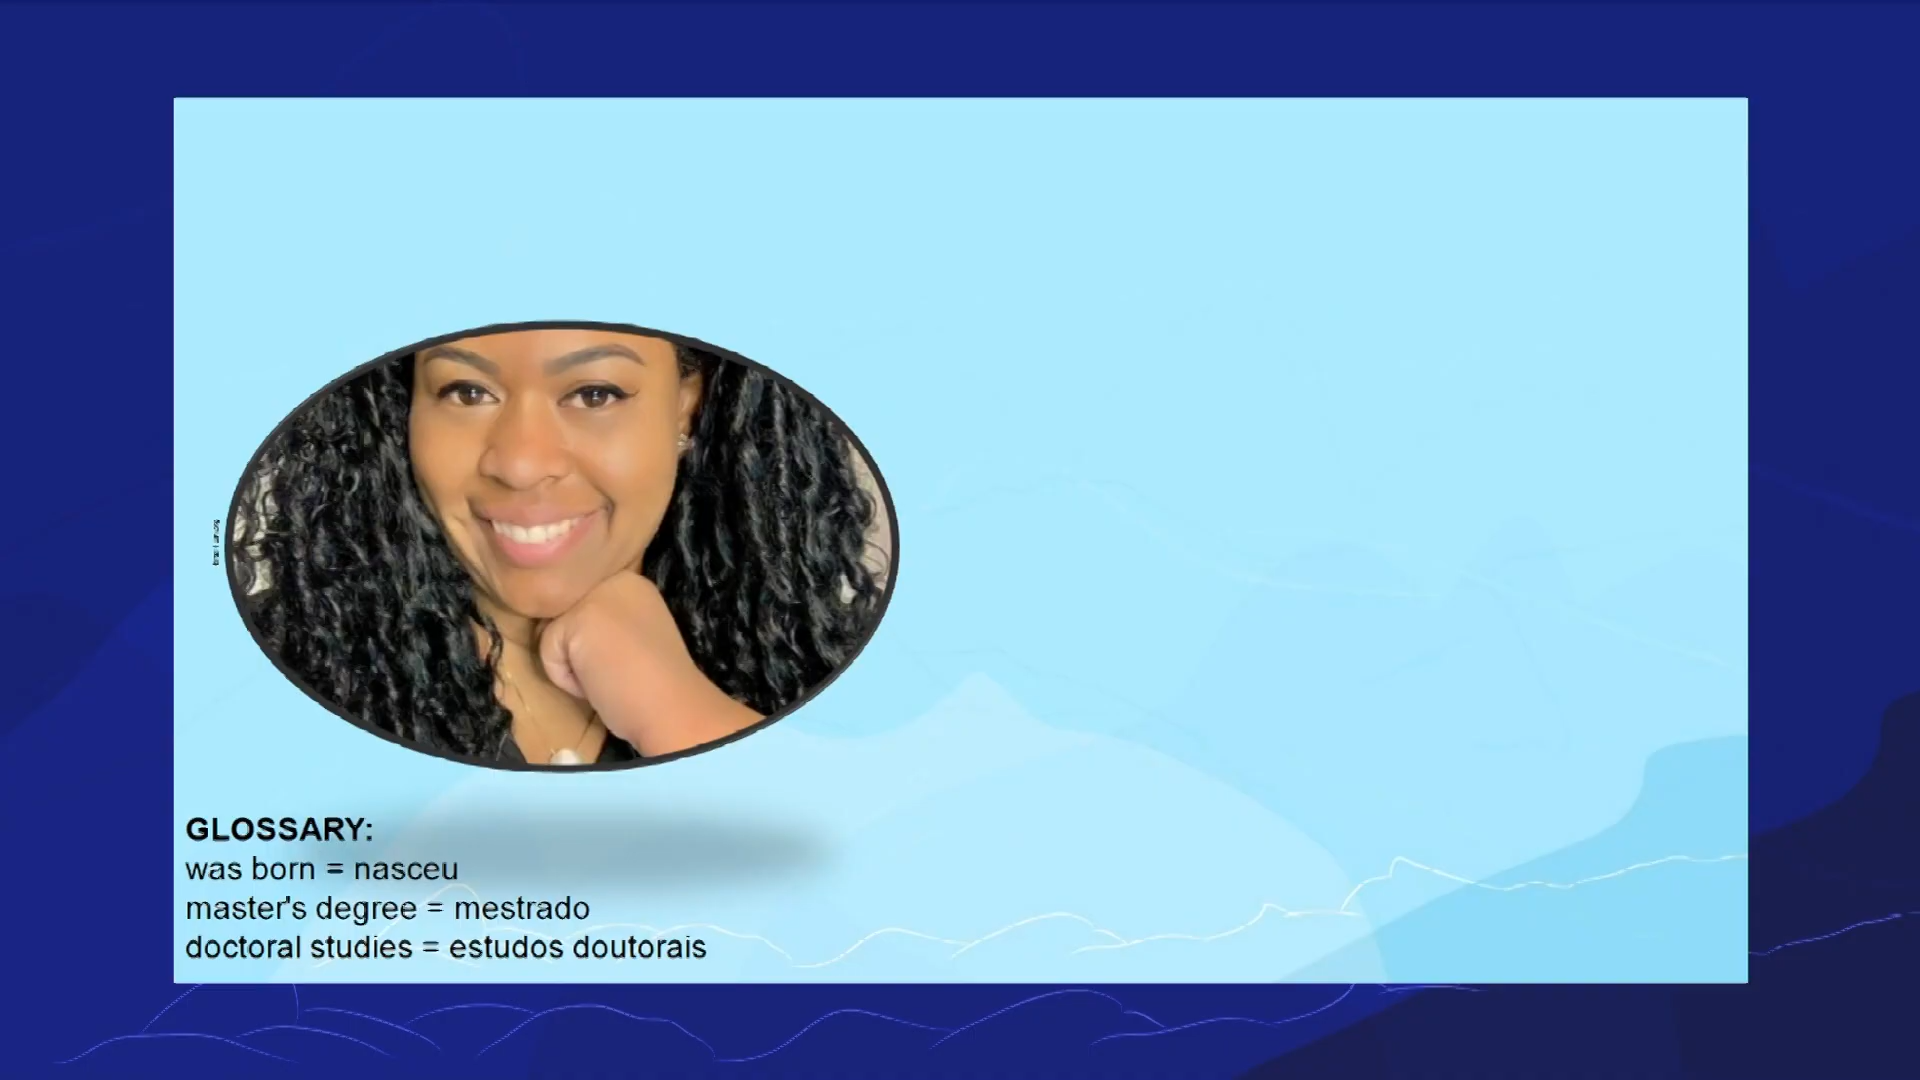 GLOSSARY:
was born = nasceu
master's degree = mestrado
doctoral studies = estudos doutorais